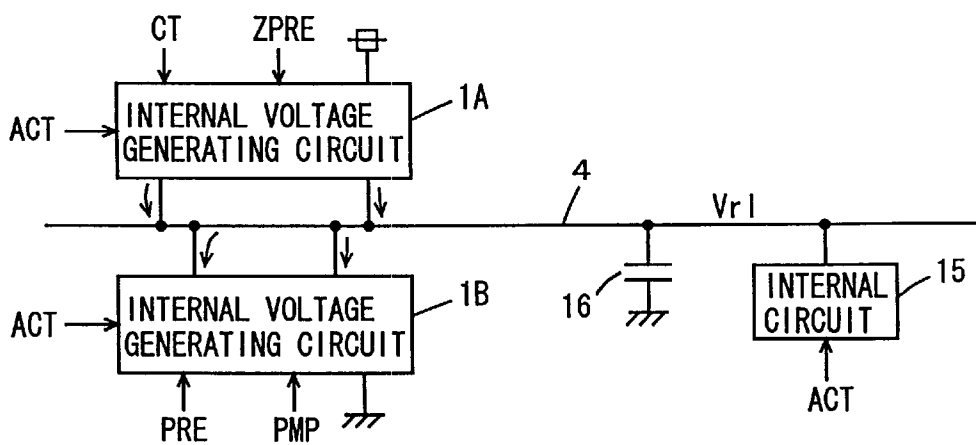 CT ZPRE
1A
ACT
INTERNAL VOLTAGE
GENERATING CIRCUIT
4
Vrl
1B
ACT
INTERNAL VOLTAGE
GENERATING CIRCUIT
16
INTERNAL
CIRCUIT
15
PRE PMP
ACT